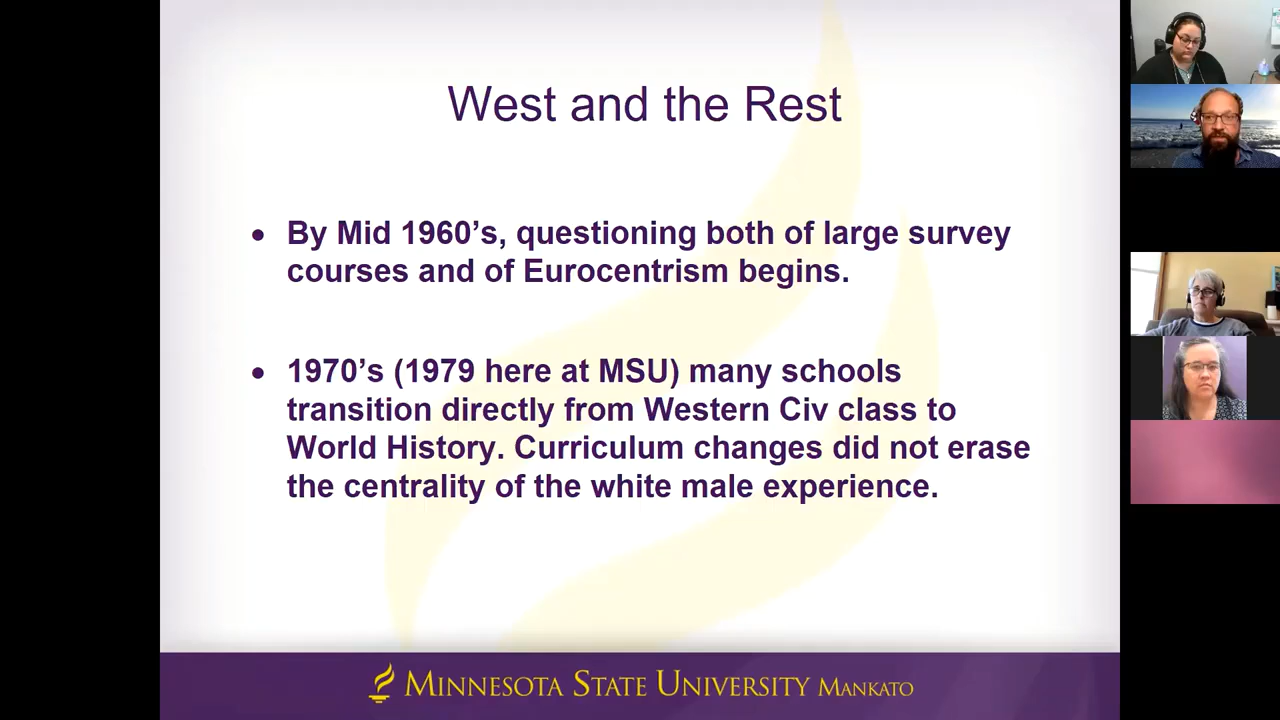 West and the Rest
• By Mid 1960’s, questioning both of large survey
courses and of Eurocentrism begins.
• 1970’s (1979 here at MSU) many schools
transition directly from Western Civ class to
World History. Curriculum changes did not erase
the centrality of the white male experience.
MINNESOTA STATE UNIVERSITY MANKATO